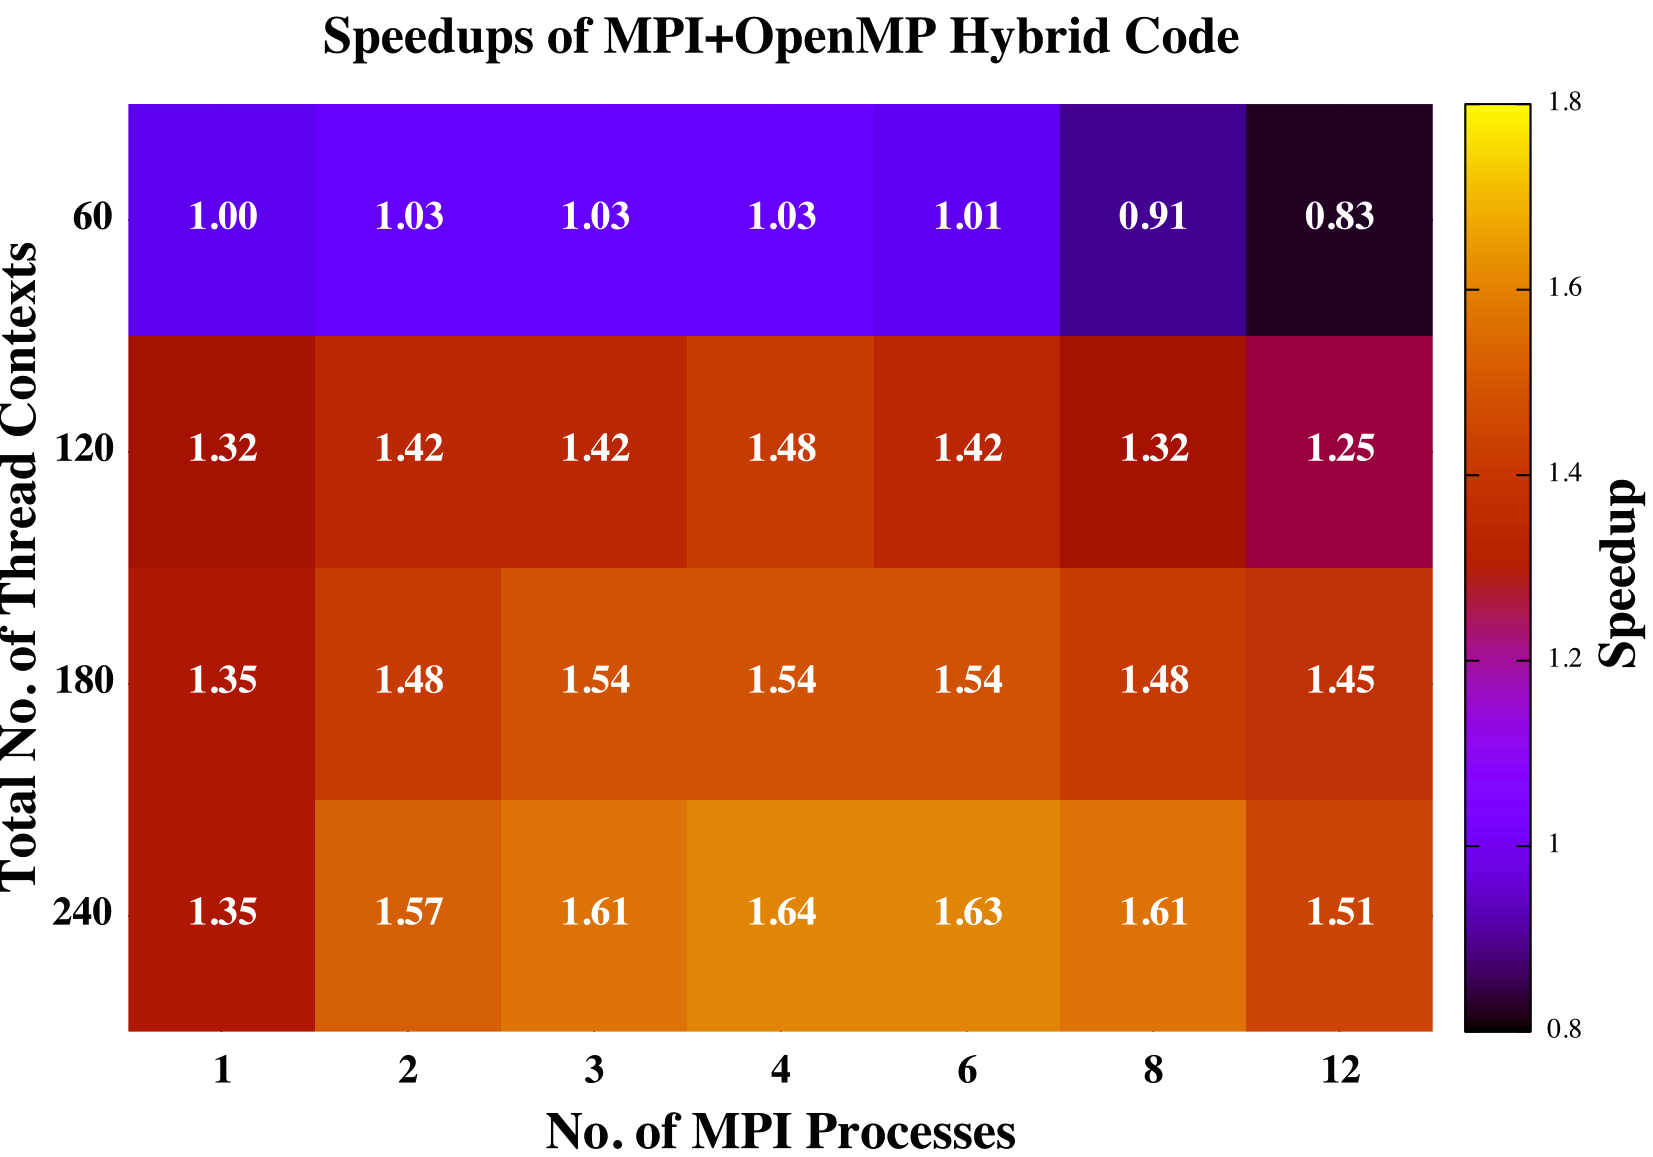 Speedups of MPI+OpenMP Hybrid Code
1.8
60 1.00 1.03 1.03 1.03 1.01 0.91 0.83
1.6
120 1.32 1.42 1.42 1.48 1.42 1.32 1.25
1.4
180 1.35 1.48 1.54 1.54 1.54 1.48 1.45
1.2
1
240 1.35 1.57 1.61 1.64 1.63 1.61 1.51
0.8
1 2 3 4 6 8 12
No. of MPI Processes
Total No. of Thread Contexts
Speedup